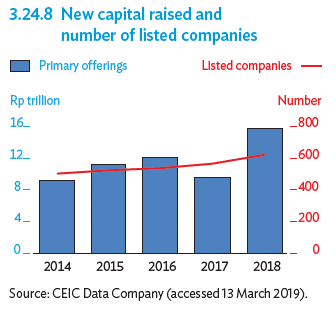 3.24.8 New capital raised and
number of listed companies
Primary offerings Listed companies
Rp trillion Number
16 800
12 600
8 400
4 200
0 0
2014 2015 2016 2017 2018
Source: CEIC Data Company (accessed 13 March 2019).